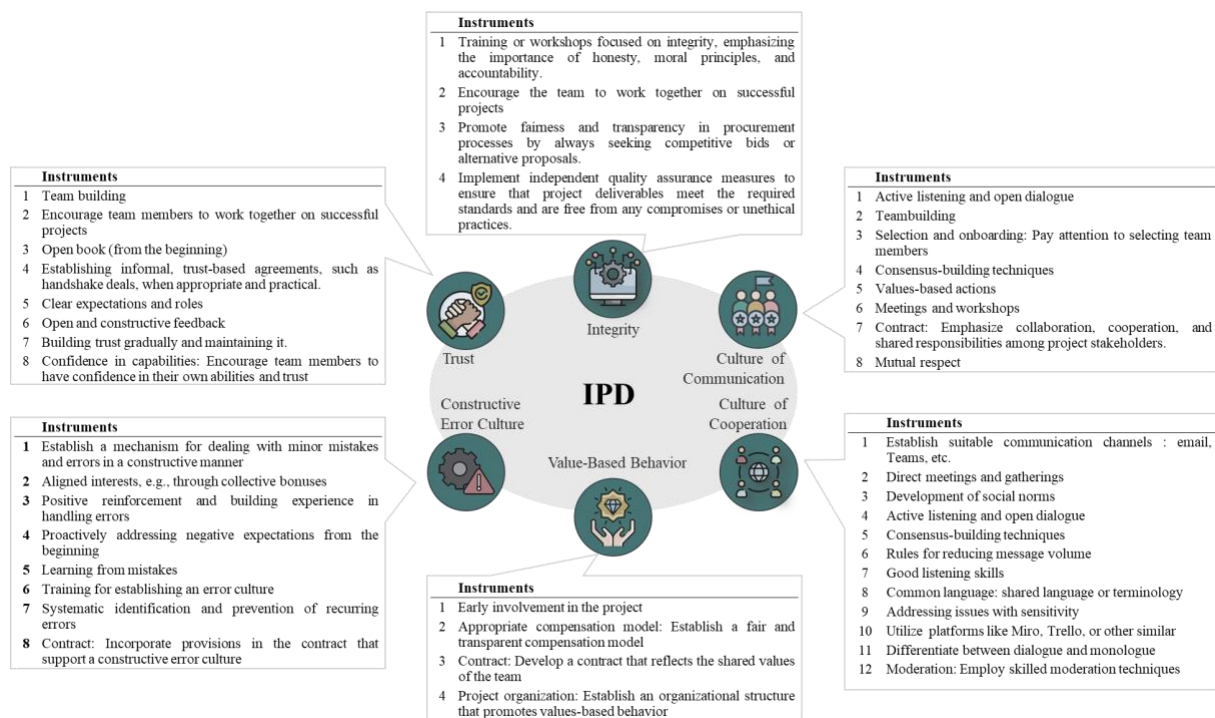 Instruments
1 Training or workshops focused on integrity, emphasizing
the importance of honesty, moral principles, and
accountability.
2 Encourage the team to work together on successful
projects
3 Promote fairness and transparency in procurement
processes by always seeking competitive bids or
alternative proposals.
4 Implement independent quality assurance measures to
ensure that project deliverables meet the required
standards and are free from any compromises or unethical
practices.
Instruments
1 Team building
2 Encourage team members to work together on successful
projects
3 Open book (from the beginning)
4 Establishing informal, trust-based agreements, such as
handshake deals, when appropriate and practical.
5 Clear expectations and roles
6 Open and constructive feedback
7 Building trust gradually and maintaining it.
8 Confidence in capabilities: Encourage team members to
have confidence in their own abilities and trust
Instruments
1 Active listening and open dialogue
2 Teambuilding
3 Selection and onboarding: Pay attention to selecting team
members
4 Consensus-building techniques
5 Values-based actions
6 Meetings and workshops
7 Contract: Emphasize collaboration, cooperation, and
shared responsibilities among project stakeholders.
8 Mutual respect
Integrity
Trust
Culture of
Communication
IPD
Constructive
Error Culture
Culture of
Cooperation
Value-Based Behavior
Instruments
1 Establish a mechanism for dealing with minor mistakes
and errors in a constructive manner
2 Aligned interests, e.g., through collective bonuses
3 Positive reinforcement and building experience in
handling errors
4 Proactively addressing negative expectations from the
beginning
5 Learning from mistakes
6 Training for establishing an error culture
7 Systematic identification and prevention of recurring
errors
8 Contract: Incorporate provisions in the contract that
support a constructive error culture
Instruments
1 Early involvement in the project
2 Appropriate compensation model: Establish a fair and
transparent compensation model
3 Contract: Develop a contract that reflects the shared values
of the team
4 Project organization: Establish an organizational structure
that promotes values-based behavior
Instruments
1 Establish suitable communication channels : email,
Teams, etc.
2 Direct meetings and gatherings
3 Development of social norms
4 Active listening and open dialogue
5 Consensus-building techniques
6 Rules for reducing message volume
7 Good listening skills
8 Common language: shared language or terminology
9 Addressing issues with sensitivity
10 Utilize platforms like Miro, Trello, or other similar
11 Differentiate between dialogue and monologue
12 Moderation: Employ skilled moderation techniques